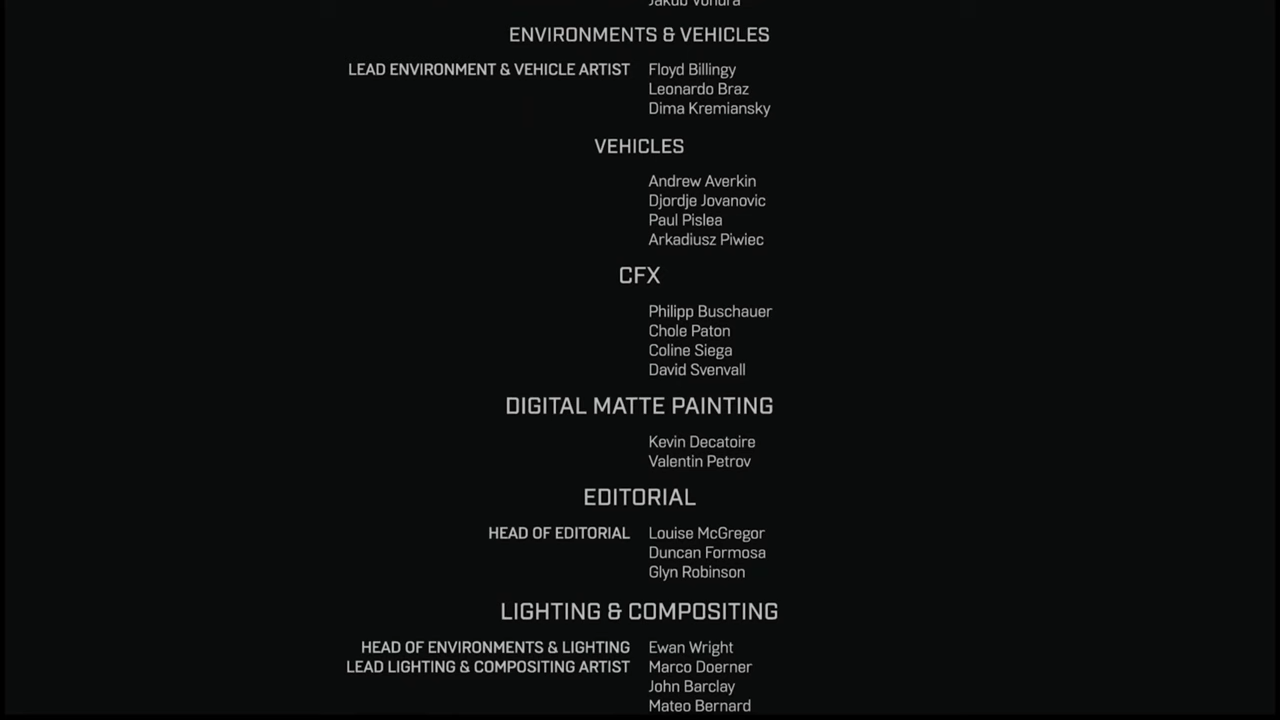 Jakub Vondra
ENVIRONMENTS & VEHICLES
LEAD ENVIRONMENT & VEHICLE ARTIST Floyd Billingy
Leonardo Braz
Dima Kremiansky
VEHICLES
Andrew Averkin
Djordje Jovanovic
Paul Pislea
Arkadiusz Piwiec
CFX
Philipp Buschauer
Chole Paton
Coline Siega
David Svenvall
DIGITAL MATTE PAINTING
Kevin Decatoire
Valentin Petrov
EDITORIAL
HEAD OF EDITORIAL Louise McGregor
Duncan Formosa
Glyn Robinson
LIGHTING & COMPOSITING
HEAD OF ENVIRONMENTS & LIGHTING Ewan Wright
LEAD LIGHTING & COMPOSITING ARTIST Marco Doerner
John Barclay
Mateo Bernard